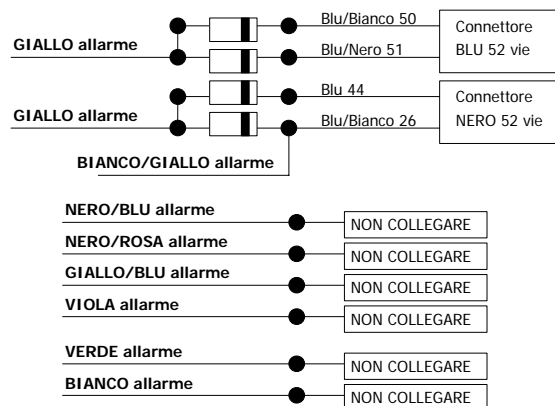 Blu/Bianco 50
Connettore
GIALLO allarme
Blu/Nero 51
BLU 52 vie
Blu 44
Connettore
GIALLO allarme
Blu/Bianco 26
NERO 52 vie
BIANCO/GIALLO allarme
NERO/BLU allarme
NON COLLEGARE
NERO/ROSA allarme
NON COLLEGARE
GIALLO/BLU allarme
NON COLLEGARE
VIOLA allarme
NON COLLEGARE
VERDE allarme
NON COLLEGARE
BIANCO allarme
NON COLLEGARE